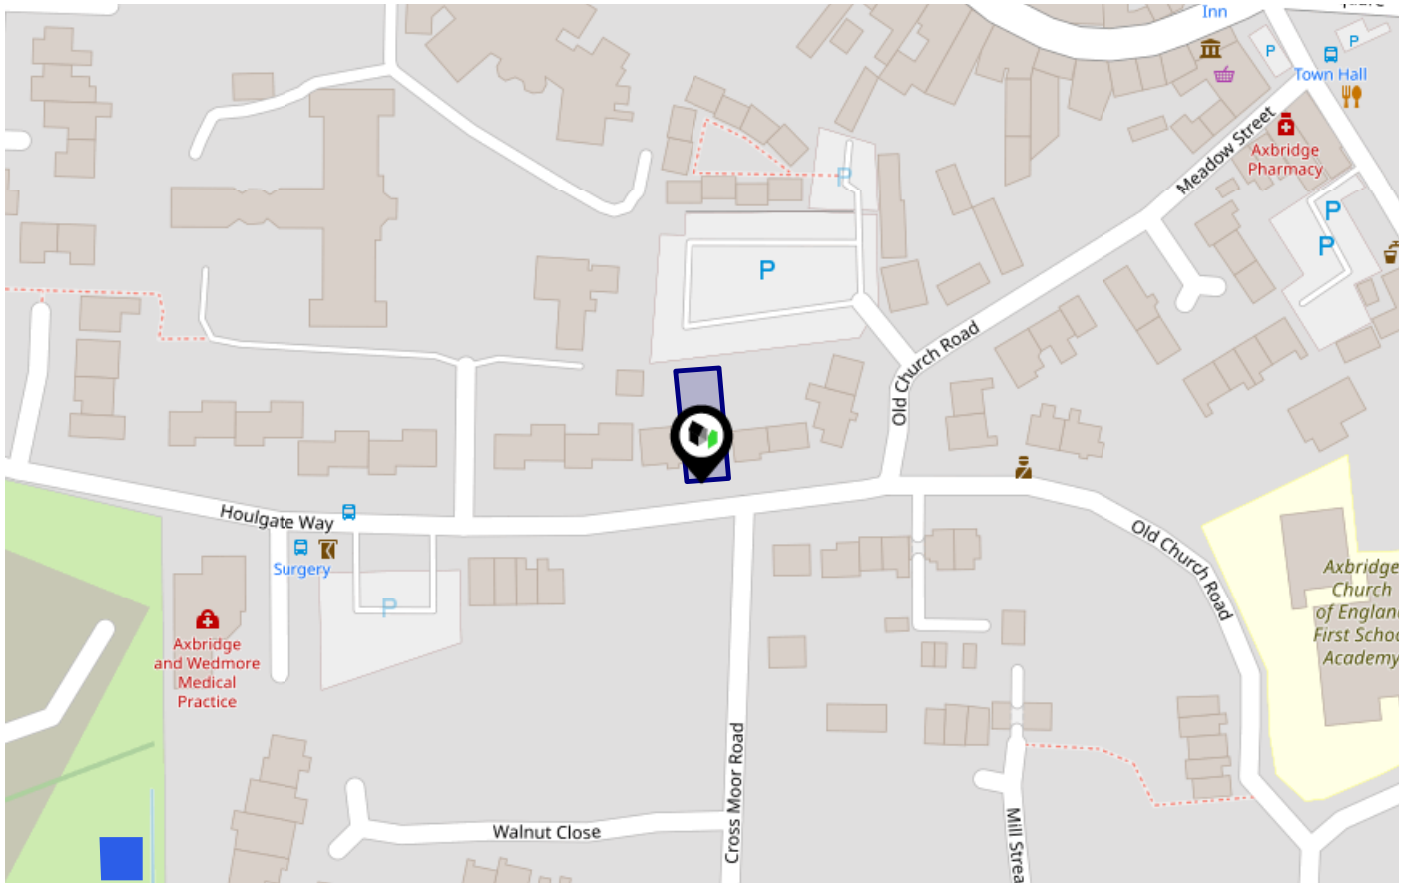 Inn
P
P
Town Hall
Meadow Street
Axbridge
Pharmacy
P
P
P
P
Old Church Road
Old Church Road
Houlgate Way
Surgery
P
Axbridge
and Wedmore
Medical
Practice
Axbridge
Church
of England
First Schoo
Academy
Cross Moor Road
Walnut Close
Mill Strea